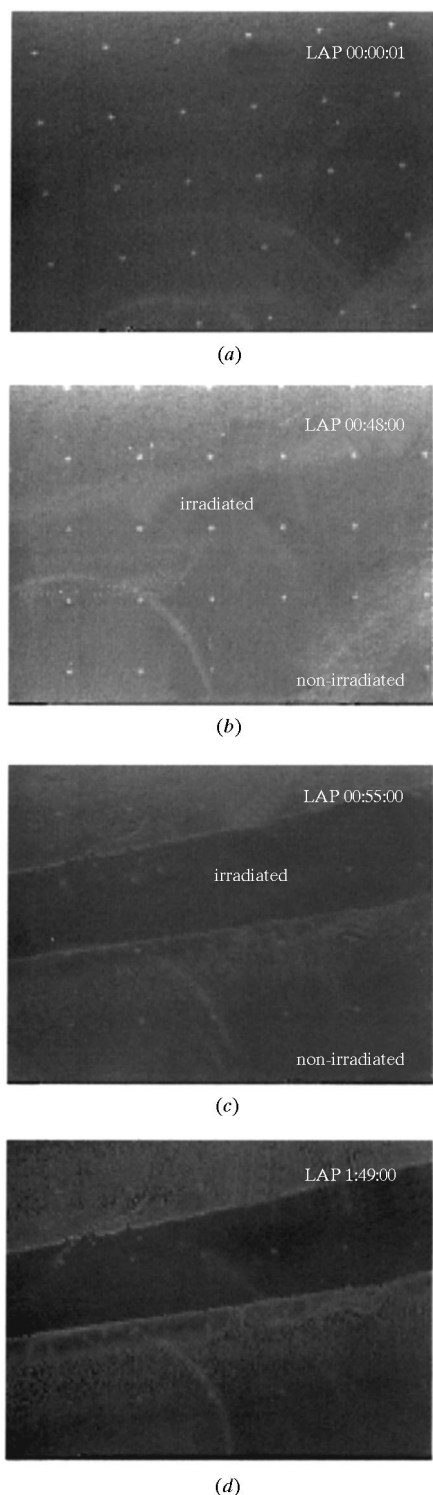 LAP 00:00:01
(a)
LAP 00:48:00
irradiated
non-irradiated
(b)
LAP 00:55:00
irradiated
non-irradiated
(c)
LAP 1:49:00
(d)